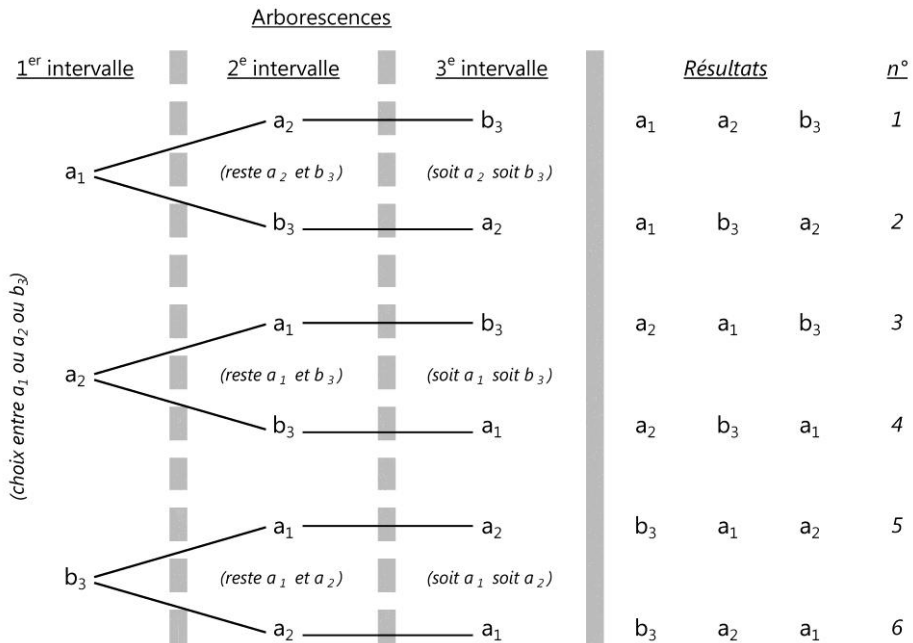 Arborescences
1er intervalle 2e intervalle 3e intervalle Résultats n°
a2 b3 a1 a2 b3 1
a1 (reste a2 et b3) (soit a2 soit b3)
b3 a2 a1 b3 a2 2
(choix entre a1 ou a2 ou b3)
a1 b3 a2 a1 b3 3
a2 (reste a1 et b3) (soit a1 soit b3)
b3 a1 a2 b3 a1 4
a1 a2 b3 a1 a2 5
b3 (reste a1 et a2) (soit a1 soit a2)
a2 a1 b3 a2 a1 6